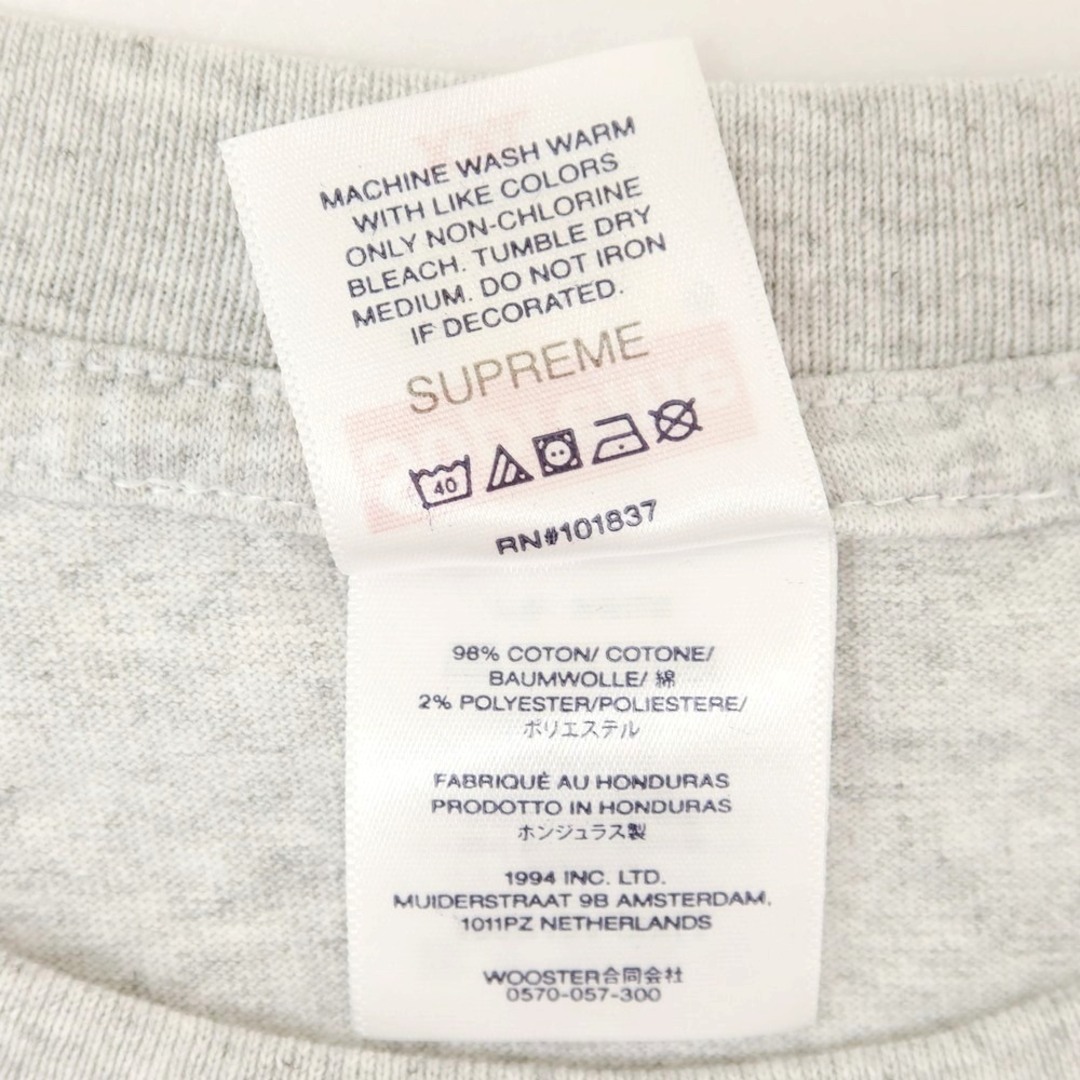 MACHINE WASH WARM
WITH LIKE COLORS
ONLY NON-CHLORINE
BLEACH. TUMBLE DRY
MEDIUM. DO NOT IRON
IF DECORATED.
SUPREME
40
RN#101837
98% COTON/ COTONE/
BAUMWOLLE/ 綿
2% POLYESTER/POLIESTERE/
ポリエステル
FABRIQUÉ AU HONDURAS
PRODOTTO IN HONDURAS
ホンジュラス製
1994 INC. LTD.
MUIDERSTRAAT 9B AMSTERDAM,
1011PZ NETHERLANDS
WOOSTER合同会社
0570-057-300